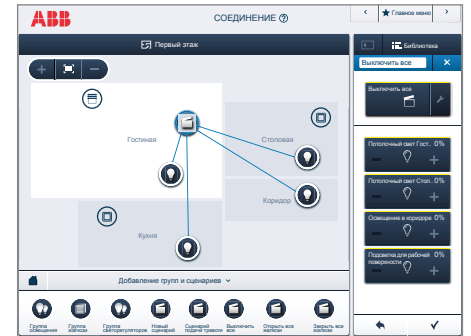 ABB
СОЕДИНЕНИЕ ?
Главное меню
Первый этаж
Библиотека
Выключить все
Выключить все
Гостиная
Столовая
Коридор
Кухня
Потолочный свет Гост.. 0%
Потолочный свет Стол.. 0%
Освещение в коридоре 0%
Подсветка для рабочей 0%
поверхности
Добавление групп и сценариев
Группа освещения
Группа жалюзи
Группа светорегуляторов
Новый сценарий
Сценарий подачи тревоги
Выключить все
Открыть все жалюзи
Закрыть все жалюзи